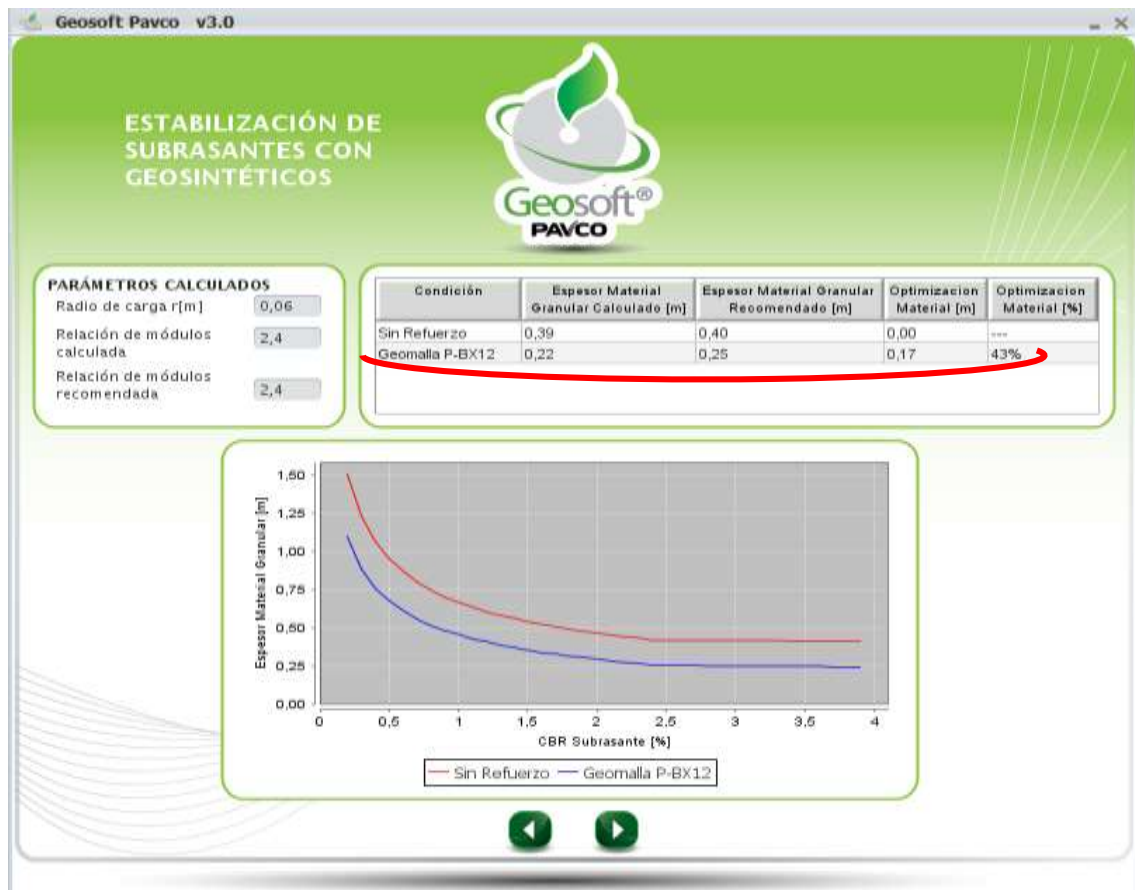 Geosoft Pavco v3.0
ESTABILIZACIÓN DE
SUBRASANTES CON
GEOSINTÉTICOS
Geosoft®
PAVCO
PARÁMETROS CALCULADOS
Radio de carga r[m] 0,06
Relación de módulos
calculada 2,4
Relación de módulos
recomendada 2,4
Condición Espesor Material Granular Calculado [m] Espesor Material Granular Recomendado [m] Optimizacion Material [m] Optimizacion Material [%]
Sin Refuerzo 0,39 0,40 0,00 ---
Geomalla P-BX12 0,22 0,25 0,17 43%
Espesor Material Granular [m]
1,50
1,25
1,00
0,75
0,50
0,25
0,00
0 0,5 1 1,5 2 2,5 3 3,5 4
CBR Subrasante [%]
Sin Refuerzo Geomalla P-BX12